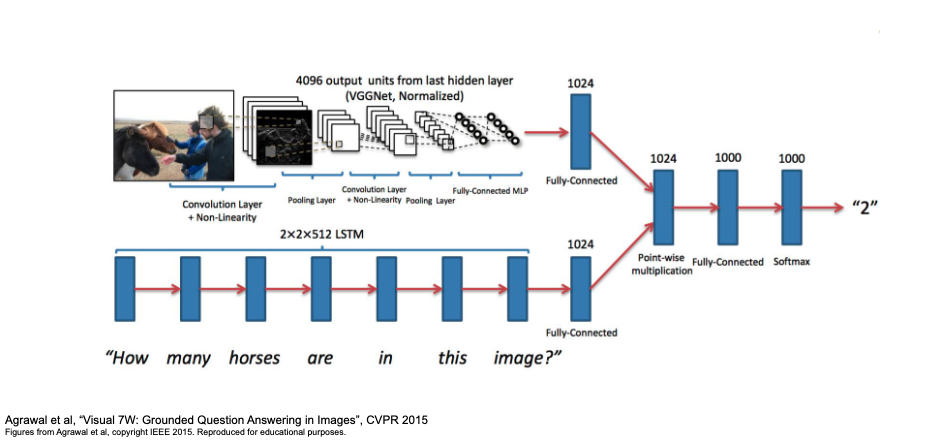 4096 output units from last hidden layer
(VGGNet, Normalized)
1024
Fully-Connected
Convolution Layer
+ Non-Linearity
Pooling Layer
Convolution Layer
+ Non-Linearity
Pooling Layer
Fully-Connected MLP
1024
Point-wise
multiplication
1000
Fully-Connected
1000
Softmax
“2”
2×2×512 LSTM
1024
Fully-Connected
“How many horses are in this image?”
Agrawal et al, “Visual 7W: Grounded Question Answering in Images”, CVPR 2015
Figures from Agrawal et al, copyright IEEE 2015. Reproduced for educational purposes.